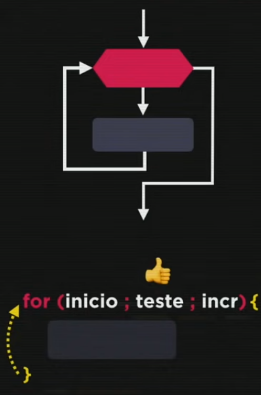 for (inicio ; teste ; incr) {
}